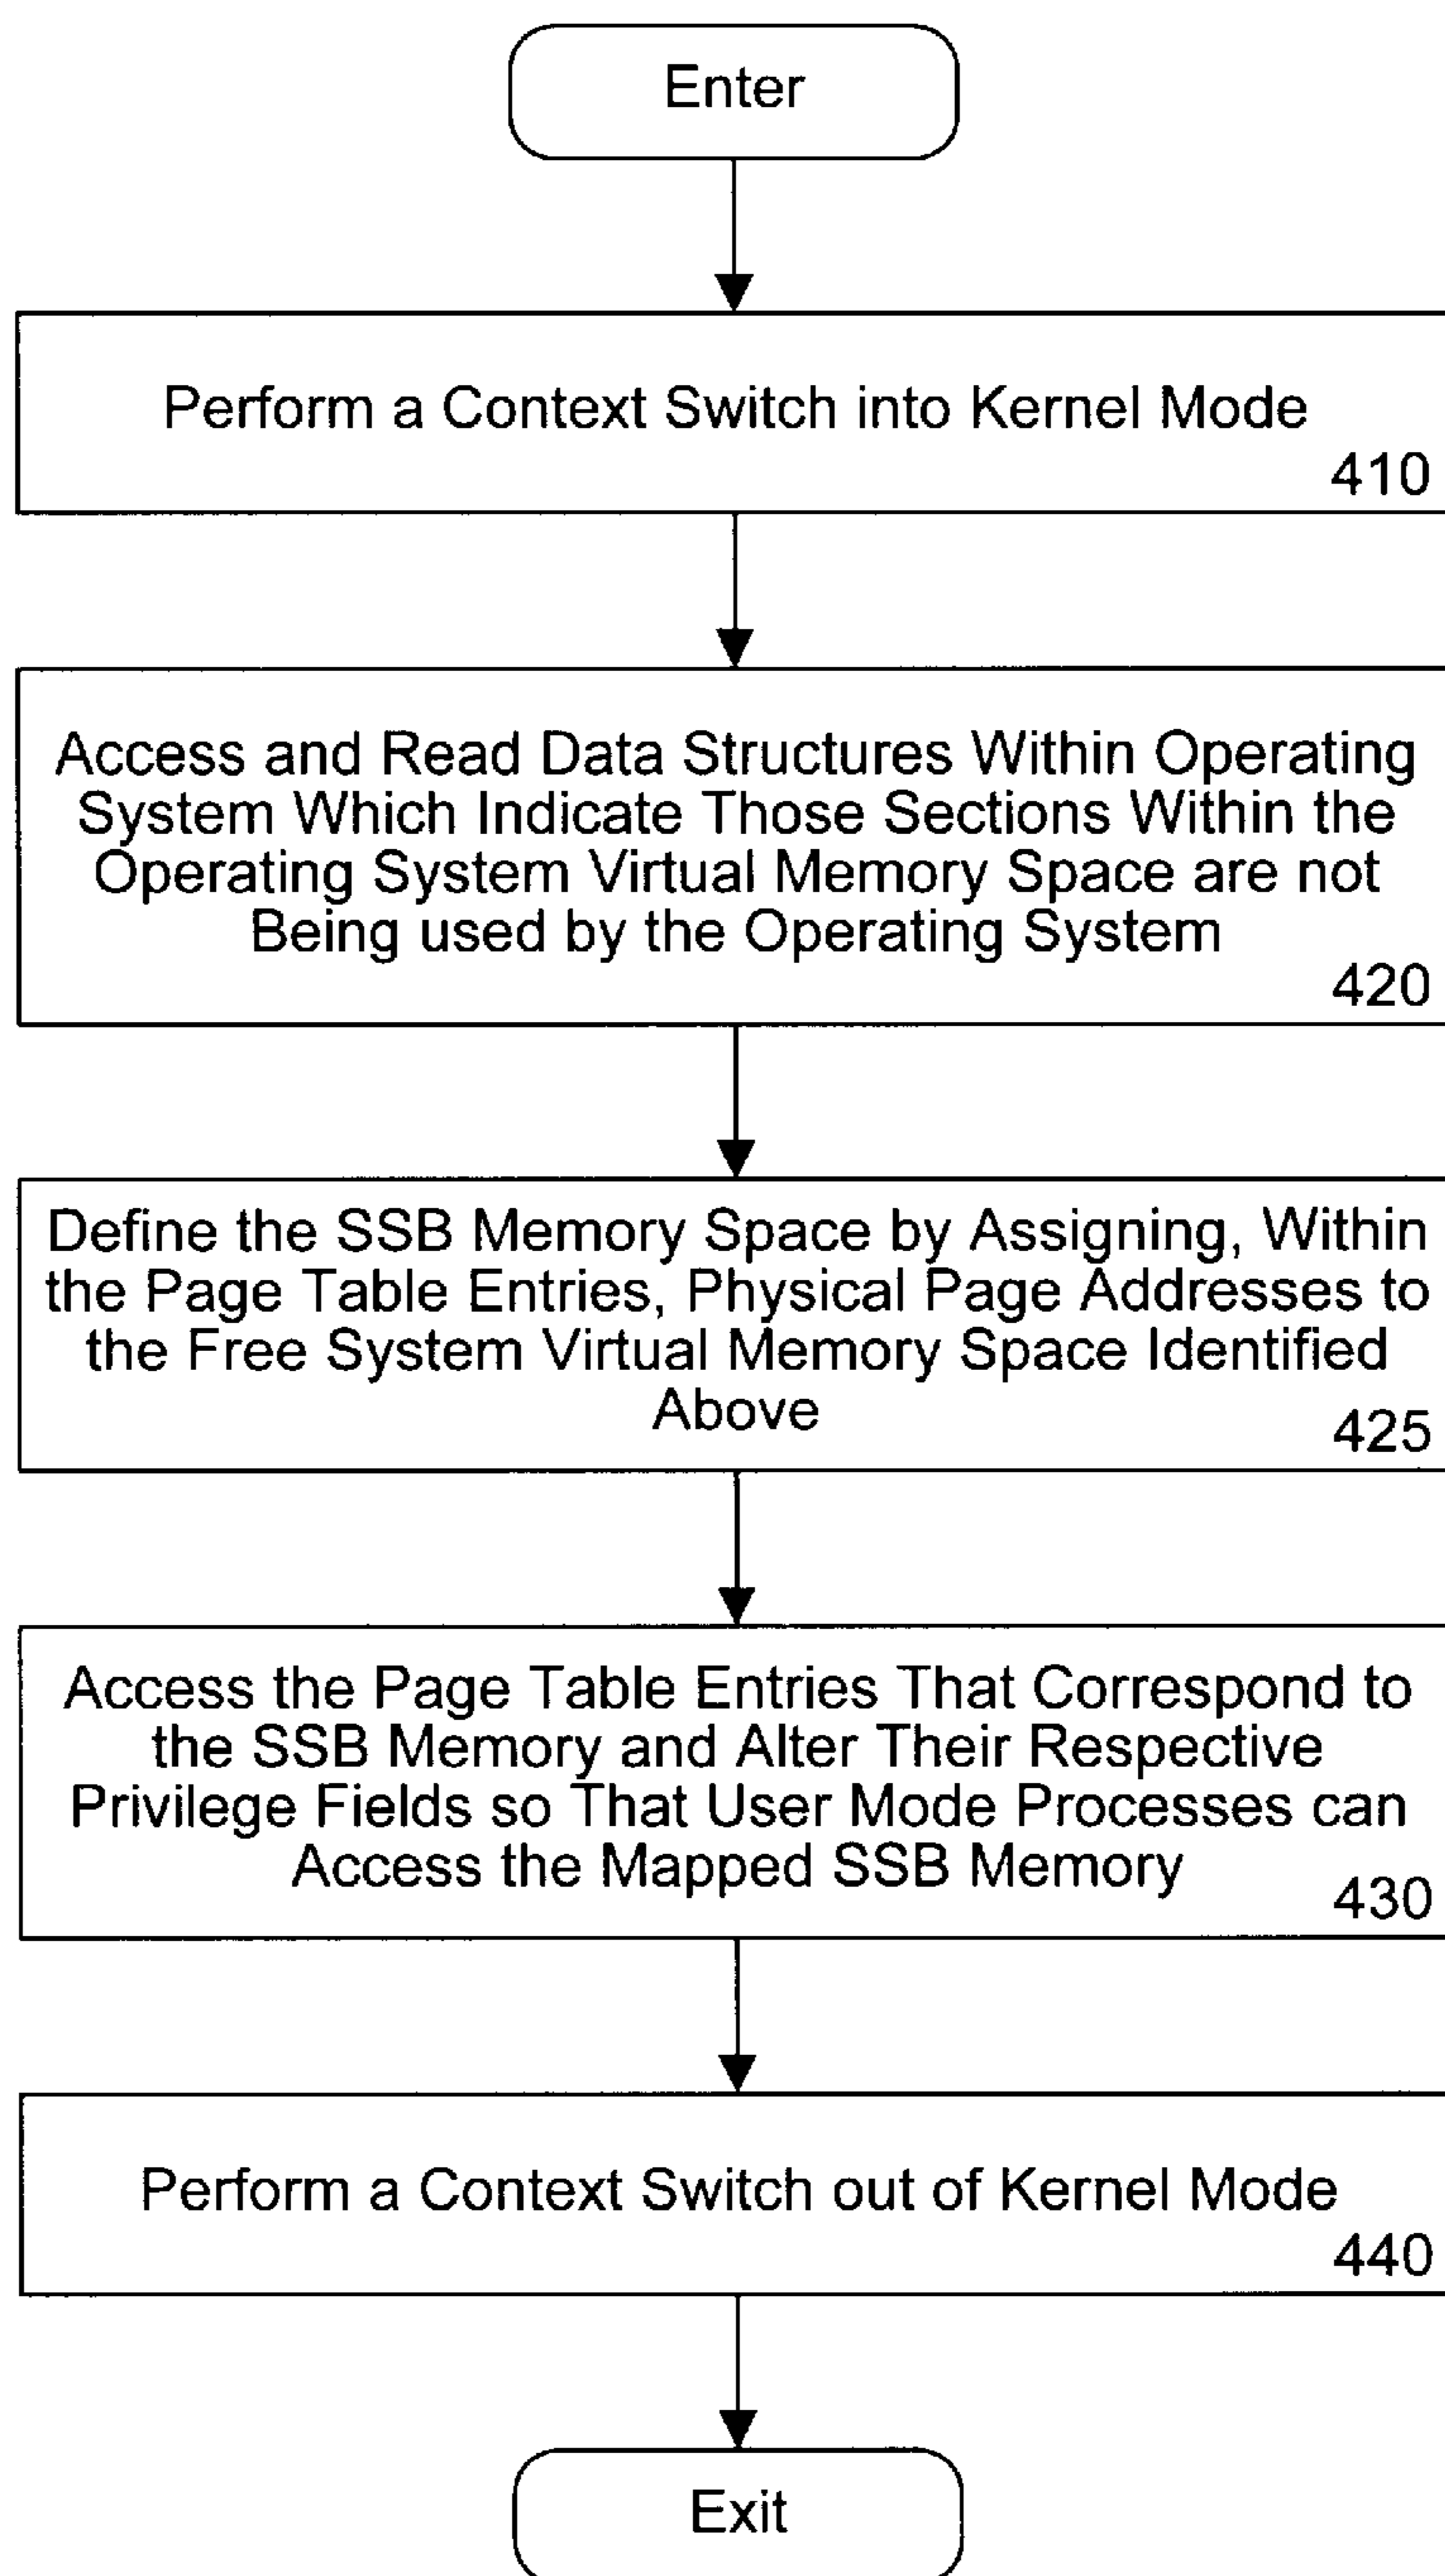 Enter
Perform a Context Switch into Kernel Mode
410
Access and Read Data Structures Within Operating
System Which Indicate Those Sections Within the
Operating System Virtual Memory Space are not
Being used by the Operating System
420
Define the SSB Memory Space by Assigning, Within
the Page Table Entries, Physical Page Addresses to
the Free System Virtual Memory Space Identified
Above
425
Access the Page Table Entries That Correspond to
the SSB Memory and Alter Their Respective
Privilege Fields so That User Mode Processes can
Access the Mapped SSB Memory
430
Perform a Context Switch out of Kernel Mode
440
Exit